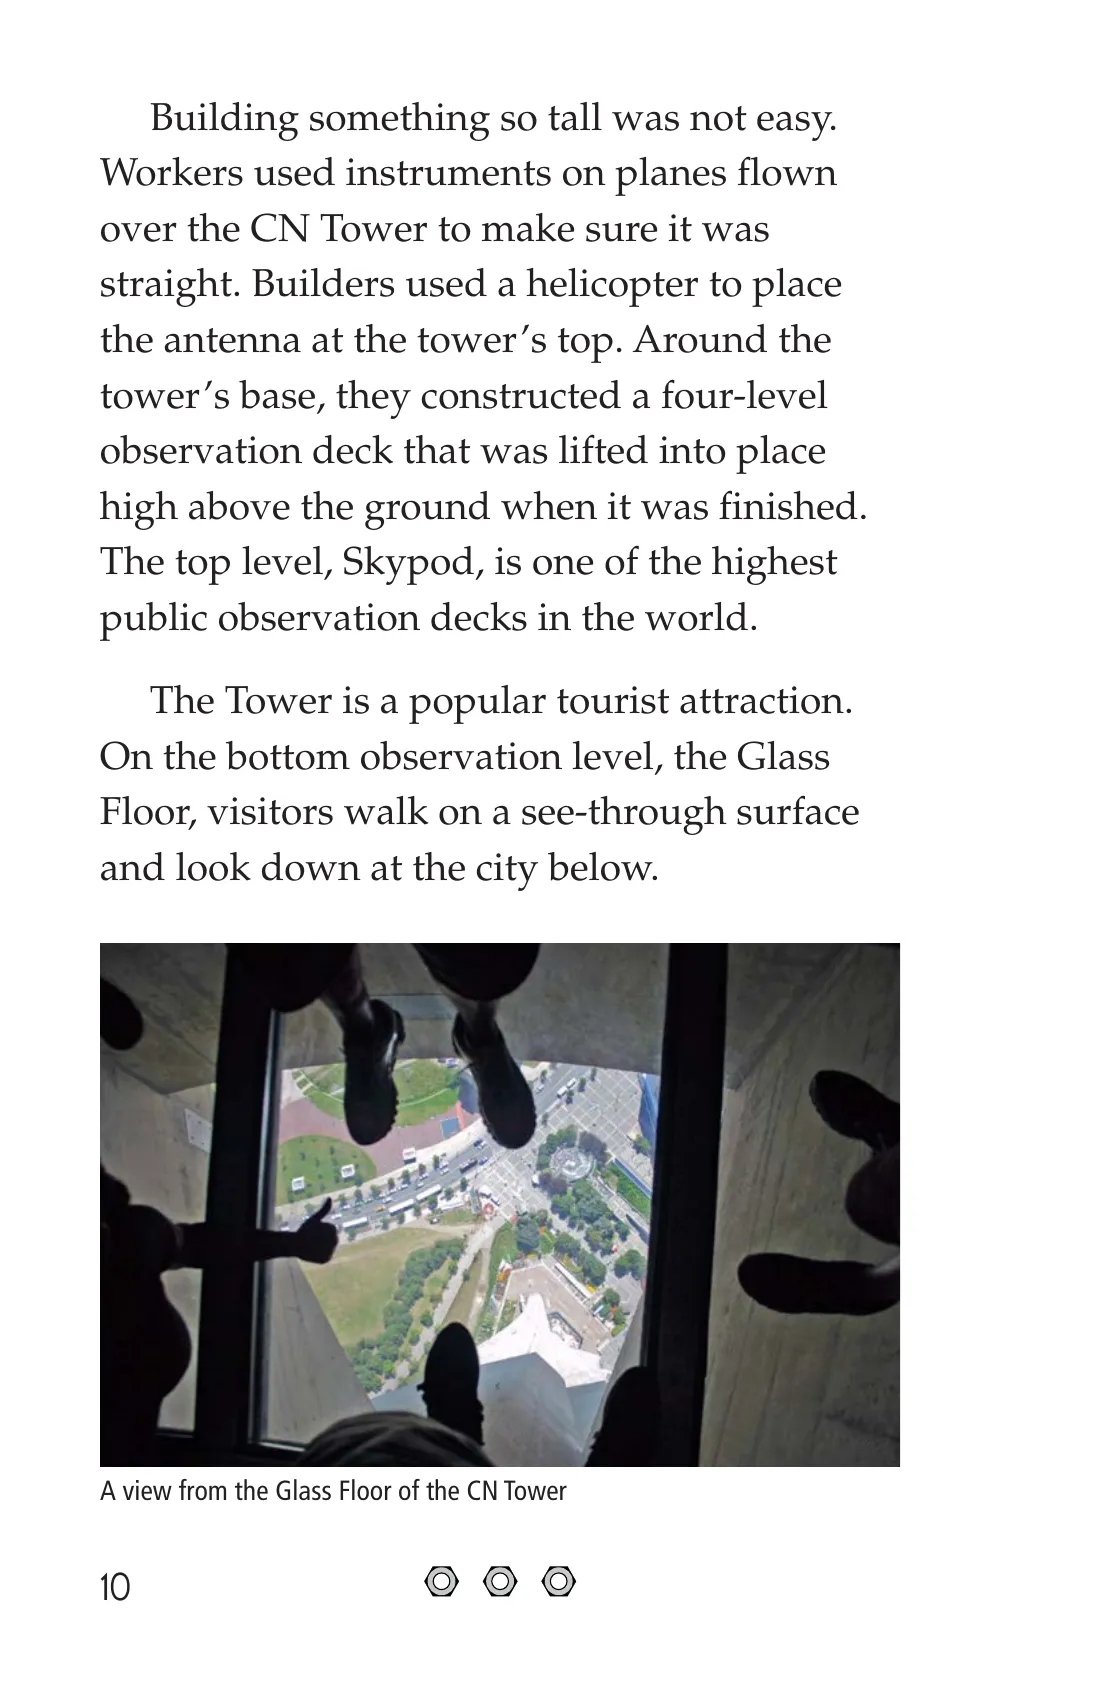 Building something so tall was not easy.
Workers used instruments on planes flown
over the CN Tower to make sure it was
straight. Builders used a helicopter to place
the antenna at the tower’s top. Around the
tower’s base, they constructed a four-level
observation deck that was lifted into place
high above the ground when it was finished.
The top level, Skypod, is one of the highest
public observation decks in the world.
The Tower is a popular tourist attraction.
On the bottom observation level, the Glass
Floor, visitors walk on a see-through surface
and look down at the city below.
A view from the Glass Floor of the CN Tower
10